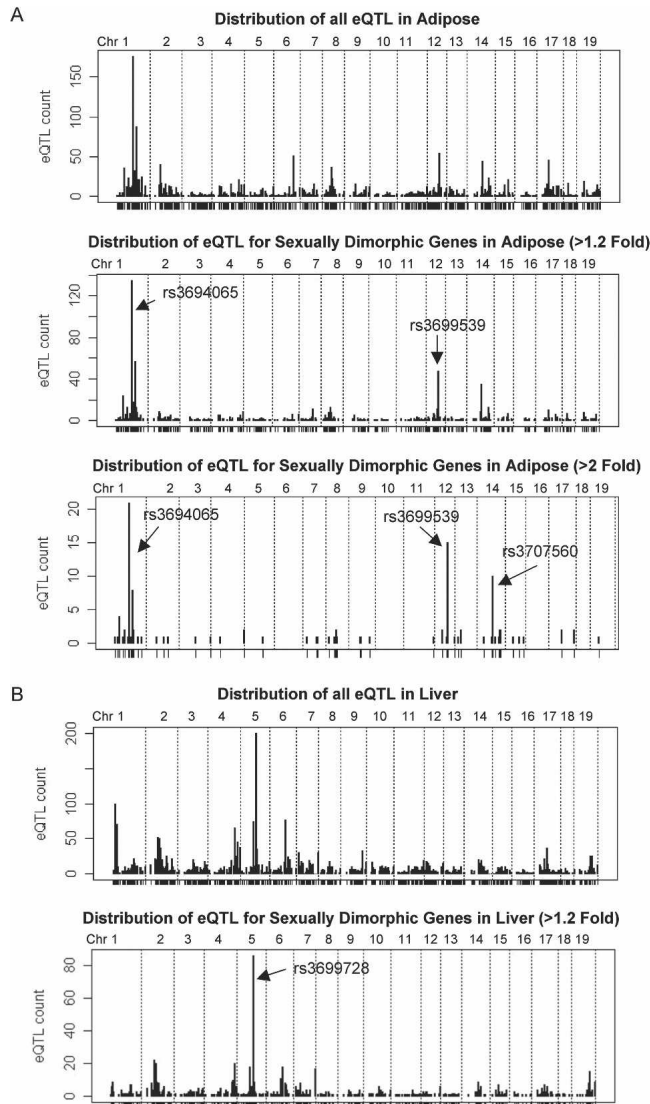 A
Distribution of all eQTL in Adipose
Chr 1 2 3 4 5 6 7 8 9 10 11 12 13 14 15 17 18 19
eQTL count
150
100
50
0
Distribution of eQTL for Sexually Dimorphic Genes in Adipose (>1.2 Fold)
Chr 1 2 3 4 5 6 7 8 9 10 11 12 13 14 15 16 17 18 19
eQTL count
120
80
40
0
rs3694065
rs3699539
Distribution of eQTL for Sexually Dimorphic Genes in Adipose (>2 Fold)
Chr 1 2 3 4 5 6 7 8 9 10 11 12 13 14 15 16 17 18 19
eQTL count
20
15
10
5
0
rs3694065
rs3699539
rs3707560
B
Distribution of all eQTL in Liver
Chr 1 2 3 4 5 6 7 8 9 10 11 12 13 14 15 17 18 19
eQTL count
200
100
50
0
Distribution of eQTL for Sexually Dimorphic Genes in Liver (>1.2 Fold)
Chr 1 2 3 4 5 6 7 8 9 10 11 12 13 14 15 16 17 18 19
eQTL count
80
60
40
20
0
rs3699728